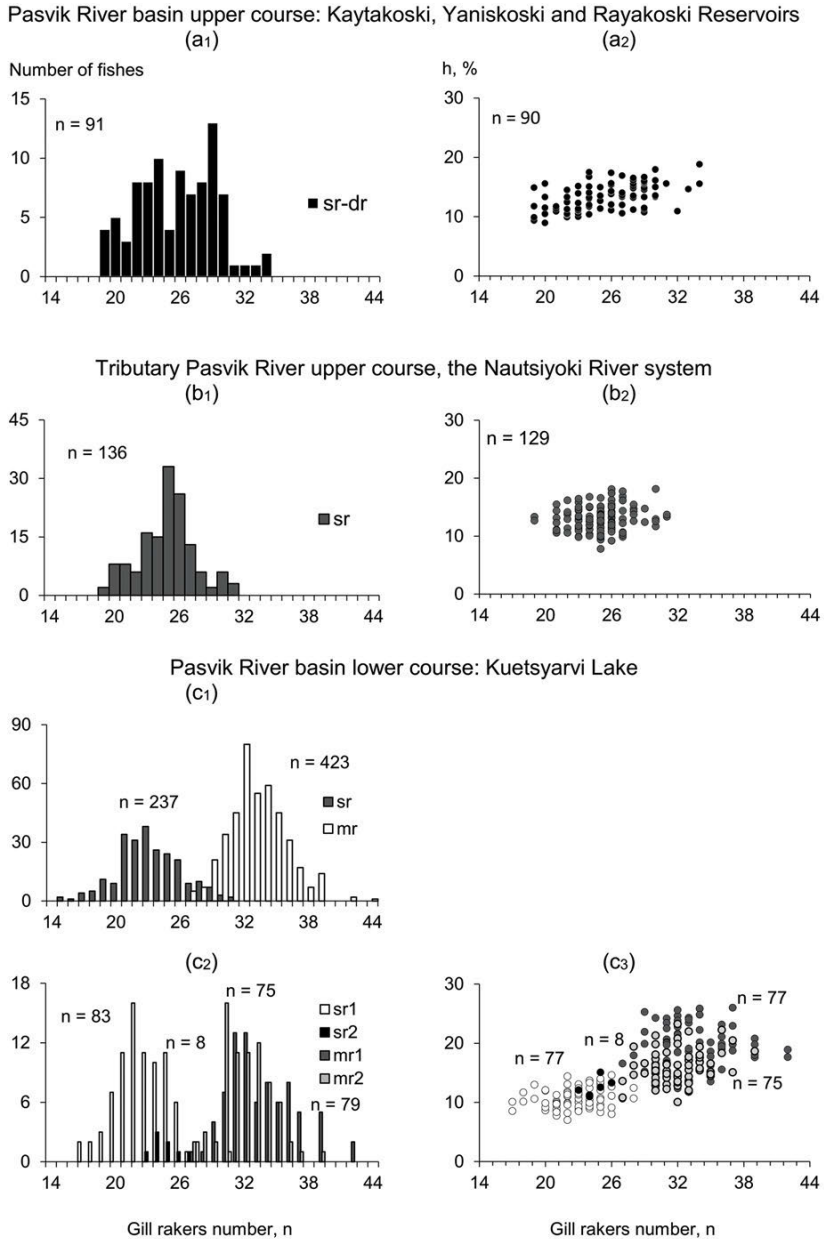 Pasvik River basin upper course: Kaytakoski, Yaniskoski and Rayakoski Reservoirs
(a1) (a2)
Number of fishes h, %
15 30
n = 91 n = 90
10 20
sr-dr
5 10
0 0
14 20 26 32 38 44 14 20 26 32 38 44
Tributary Pasvik River upper course, the Nautsiyoki River system
(b1) (b2)
45 30
n = 136 n = 129
30 20
sr
15 10
0 0
14 20 26 32 38 44 14 20 26 32 38 44
Pasvik River basin lower course: Kuetsyarvi Lake
(c1)
90
n = 423
60
n = 237
sr
mr
30
0
14 20 26 32 38 44
(c2) (c3)
18 30
n = 75 n = 77
n = 83 sr1
n = 8 sr2
mr1
mr2
12 20
n = 8
n = 77
n = 79 n = 75
6 10
0 0
14 20 26 32 38 44 14 20 26 32 38 44
Gill rakers number, n Gill rakers number, n